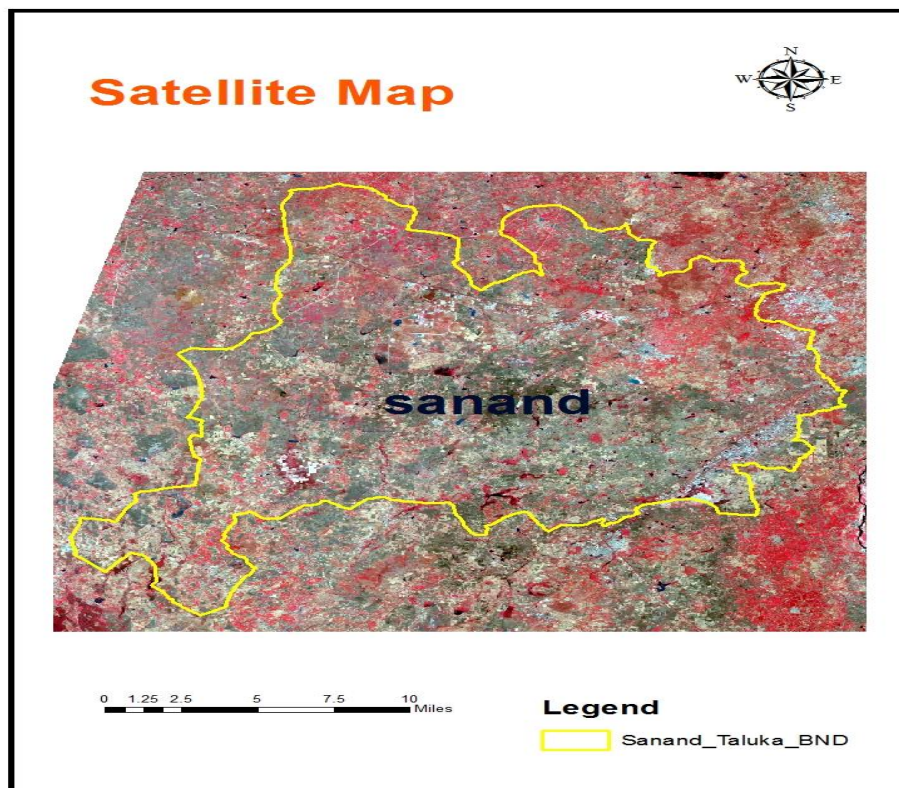 N
Satellite Map
W E
S
sanand
0 1.25 2.5 5 7.5 10
Miles
Legend
Sanand_Taluka_BND